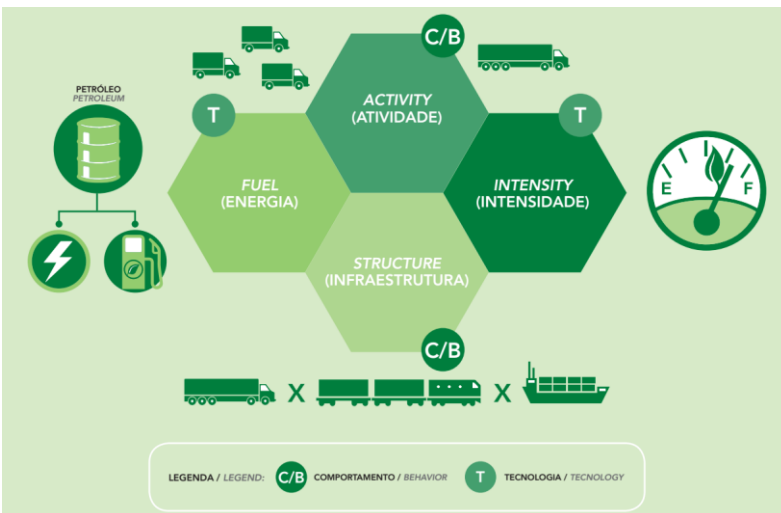 C/B
PETRÓLEO
PETROLEUM
ACTIVITY
(ATIVIDADE)
T
T
FUEL
(ENERGIA)
INTENSITY
(INTENSIDADE)
E F
STRUCTURE
(INFRAESTRUTURA)
C/B
X X
LEGENDA / LEGEND: C/B COMPORTAMENTO / BEHAVIOR T TECNOLOGIA / TECNOLOGY